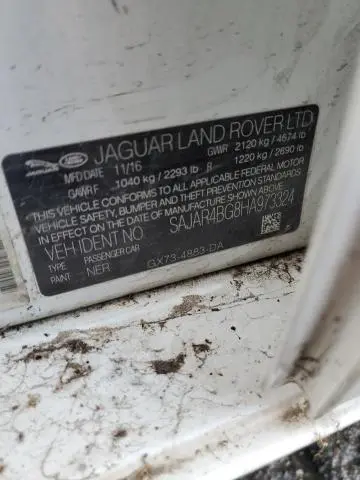 JAGUAR LAND ROVER LTD
MFD DATE 11/16 GVWR 2120 kg / 4674 lb
GAWR F 1040 kg / 2293 lb R 1220 kg / 2690 lb
THIS VEHICLE CONFORMS TO ALL APPLICABLE FEDERAL MOTOR
VEHICLE SAFETY, BUMPER, AND THEFT PREVENTION STANDARDS
IN EFFECT ON THE DATE OF MANUFACTURE SHOWN ABOVE
VEH IDENT NO. SAJAR4BG8HA973324
TYPE PASSENGER CAR
PAINT NER GX73-4883-DA